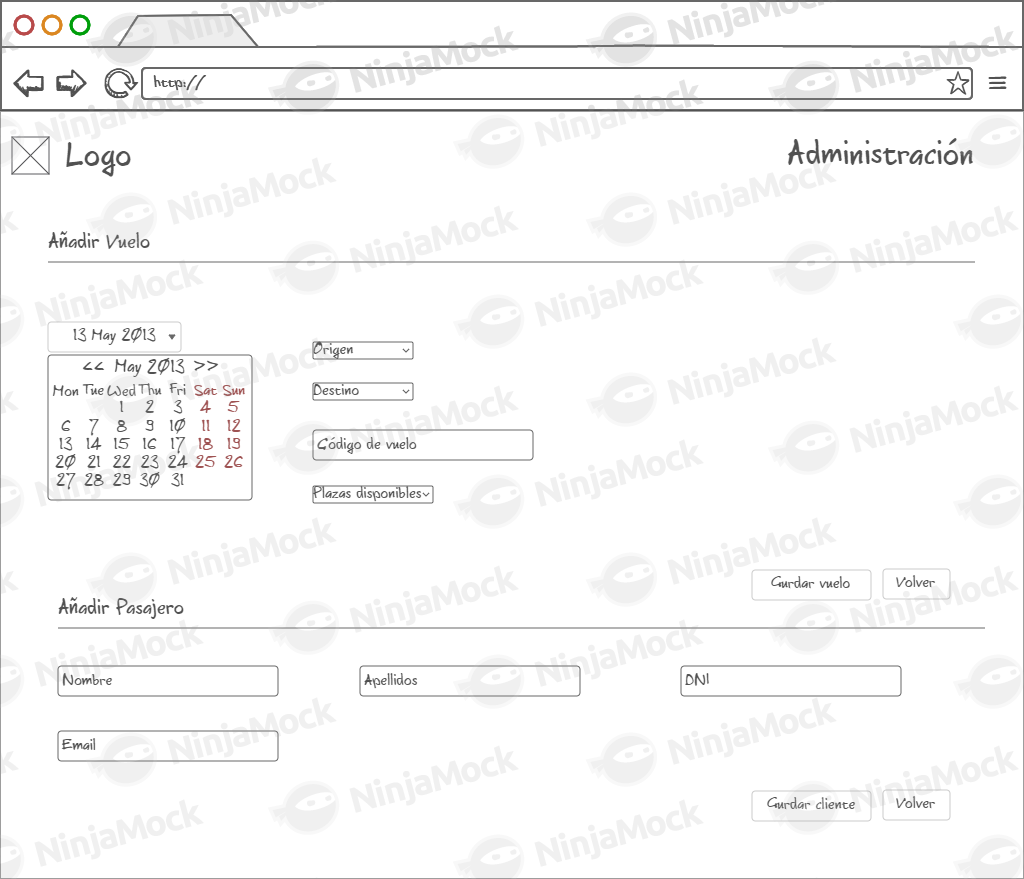 http://
Logo
Administración
Añadir Vuelo
13 May 2013
<< May 2013 >>
Mon Tue Wed Thu Fri Sat Sun
1 2 3 4 5
6 7 8 9 10 11 12
13 14 15 16 17 18 19
20 21 22 23 24 25 26
27 28 29 30 31
Origen
Destino
Código de vuelo
Plazas disponibles
Gurdar vuelo
Volver
Añadir Pasajero
Nombre
Apellidos
DNI
Email
Gurdar cliente
Volver
NinjaMock